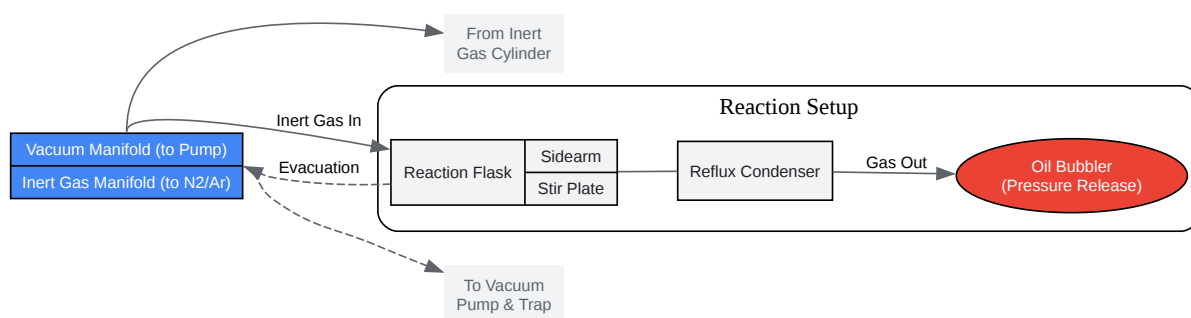 From Inert
Gas Cylinder
Reaction Setup
Inert Gas In
Vacuum Manifold (to Pump)
Inert Gas Manifold (to N2/Ar)
Evacuation
Reaction Flask
Sidearm
Stir Plate
Reflux Condenser
Gas Out
Oil Bubbler
(Pressure Release)
To Vacuum
Pump & Trap